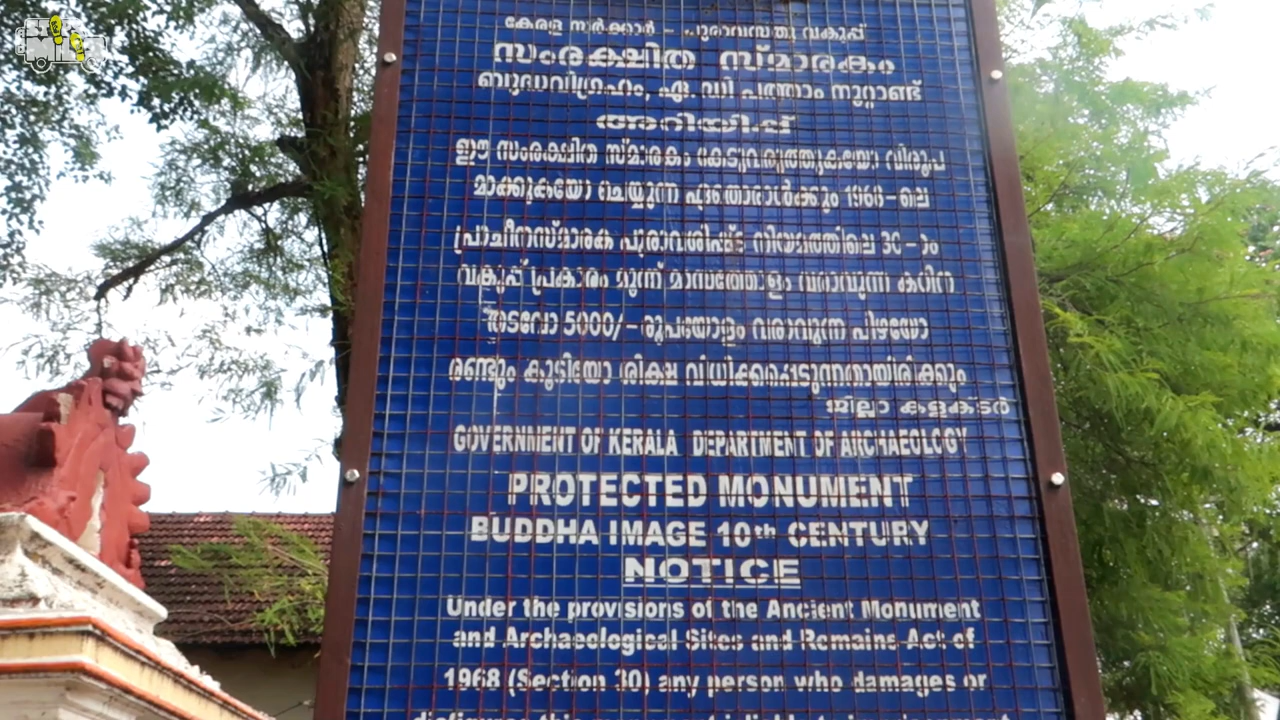 കേരള സർക്കാർ – പുരാവസ്തു വകുപ്പ്
സംരക്ഷിത സ്മാരകം
ബുദ്ധവിഗ്രഹം, ഏ.ഡി പത്താം നൂറ്റാണ്ട്
അറിയിപ്പ്
ഈ സംരക്ഷിത സ്മാരകം കേടുവരുത്തുകയോ വിരൂപ
മാക്കുകയോ ചെയ്യുന്ന ഏതൊരാൾക്കും 1968-ലെ
പ്രാചീനസ്മാരക പുരാവശിഷ്ട നിയമത്തിലെ 30-ാം
വകുപ്പ് പ്രകാരം മൂന്ന് മാസത്തോളം വരാവുന്ന കഠിന
തടവോ 5000/- രൂപയോളം വരാവുന്ന പിഴയോ
രണ്ടും കൂടിയോ ശിക്ഷ വിധിക്കപ്പെടുന്നതായിരിക്കും
ജില്ലാ കളക്ടർ
GOVERNMENT OF KERALA DEPARTMENT OF ARCHAEOLOGY
PROTECTED MONUMENT
BUDDHA IMAGE 10th CENTURY
NOTICE
Under the provisions of the Ancient Monument
and Archaeological Sites and Remains Act of
1968 (Section 30) any person who damages or